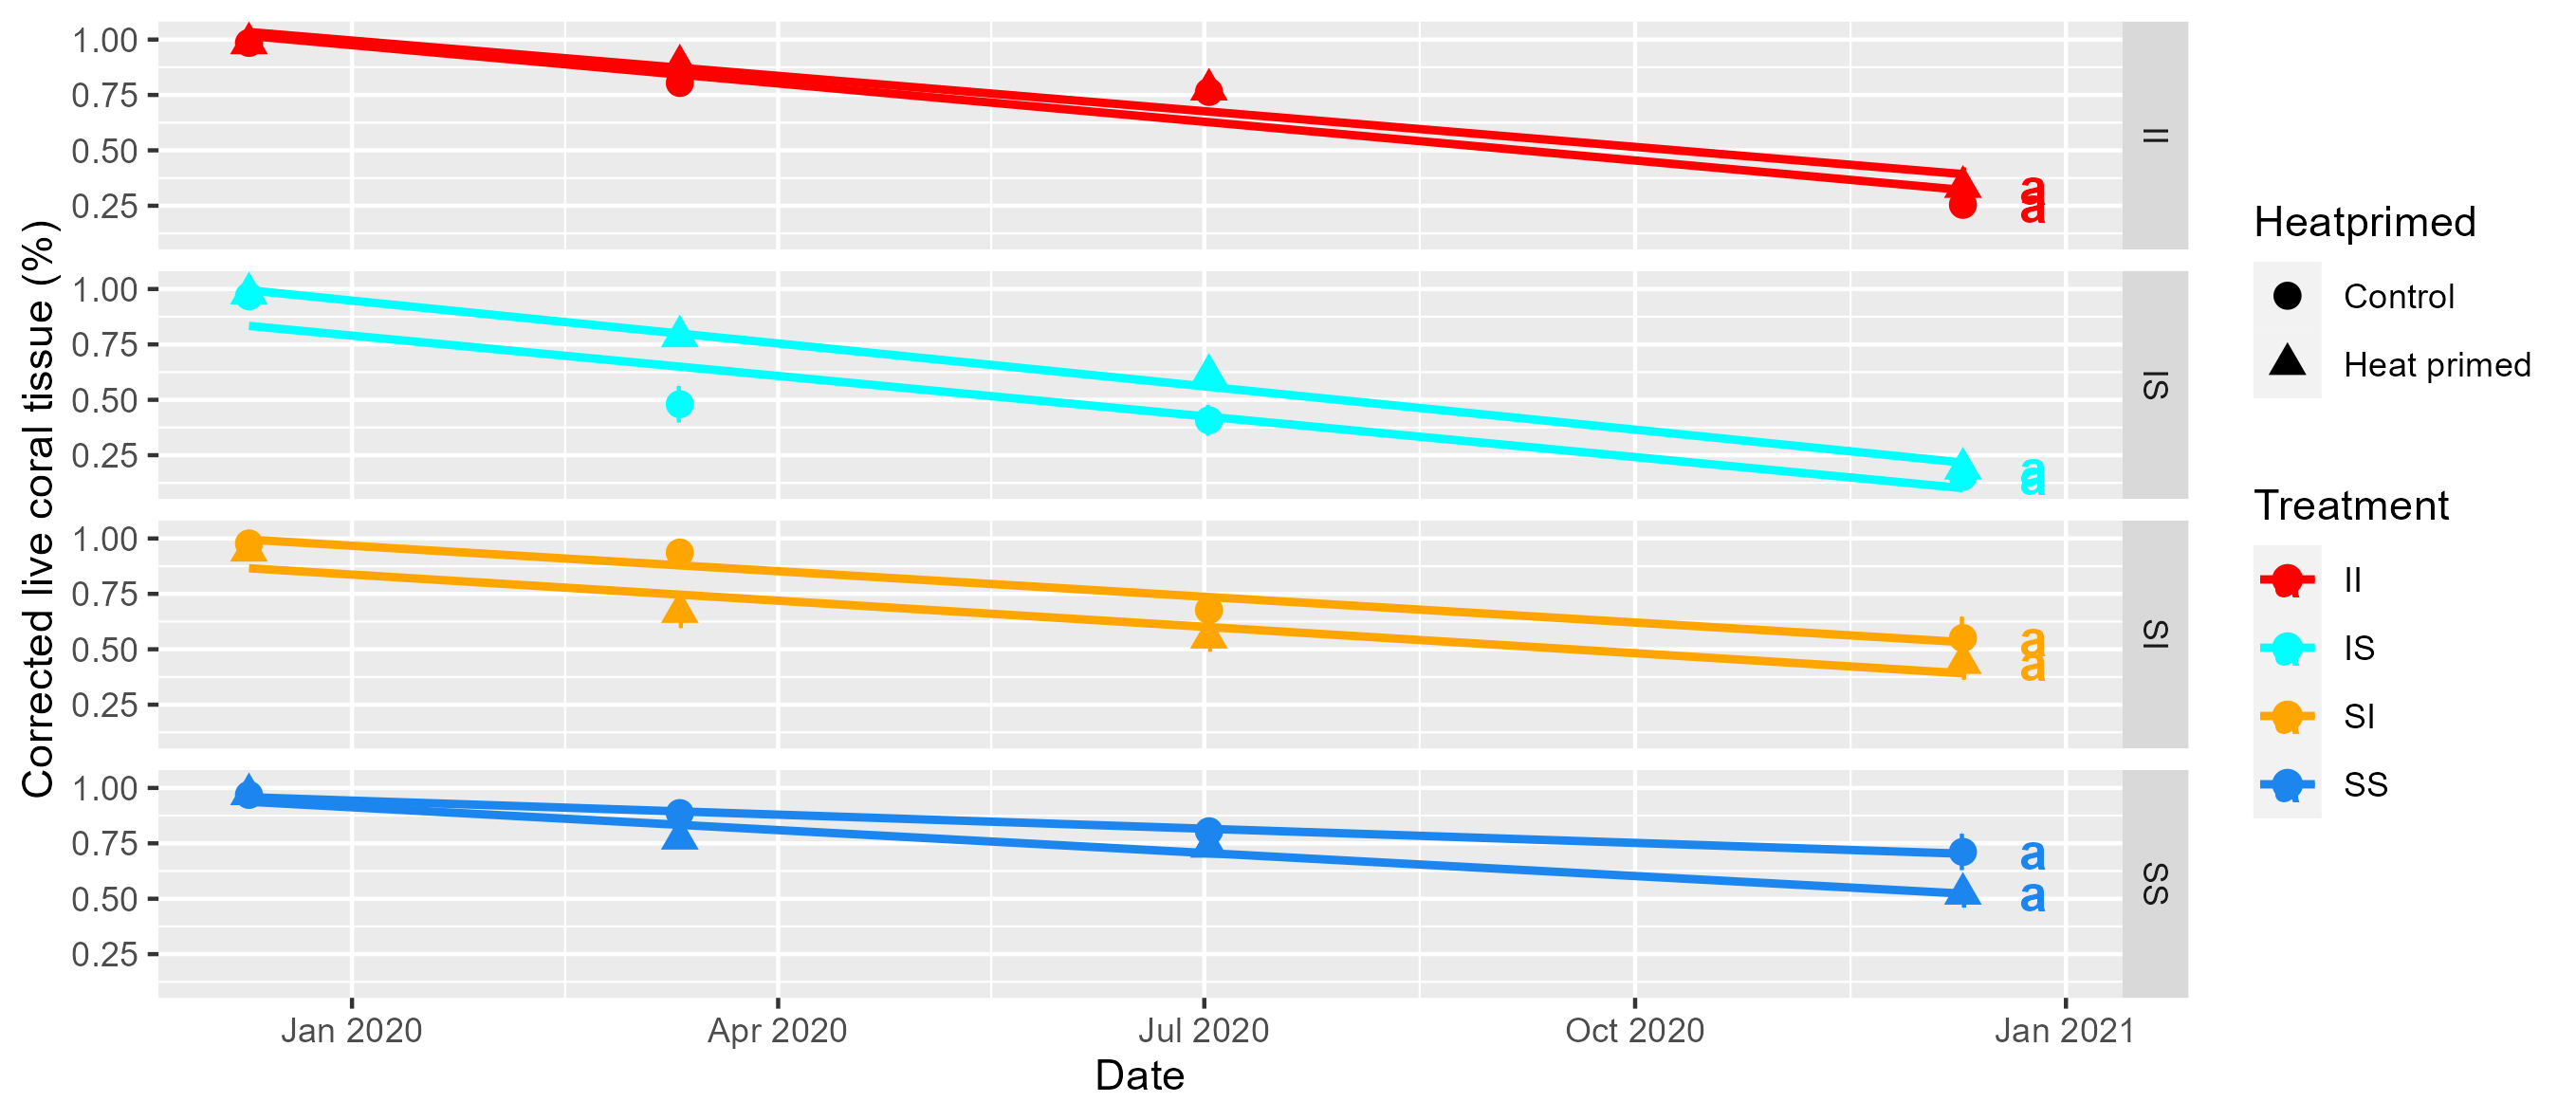 Corrected live coral tissue (%)
1.00
0.75
0.50
0.25
a
a
II
1.00
0.75
0.50
0.25
a
a
IS
1.00
0.75
0.50
0.25
a
a
SI
1.00
0.75
0.50
0.25
a
a
SS
Jan 2020
Apr 2020
Jul 2020
Oct 2020
Jan 2021
Date
Heatprimed
Control
Heat primed
Treatment
II
IS
SI
SS